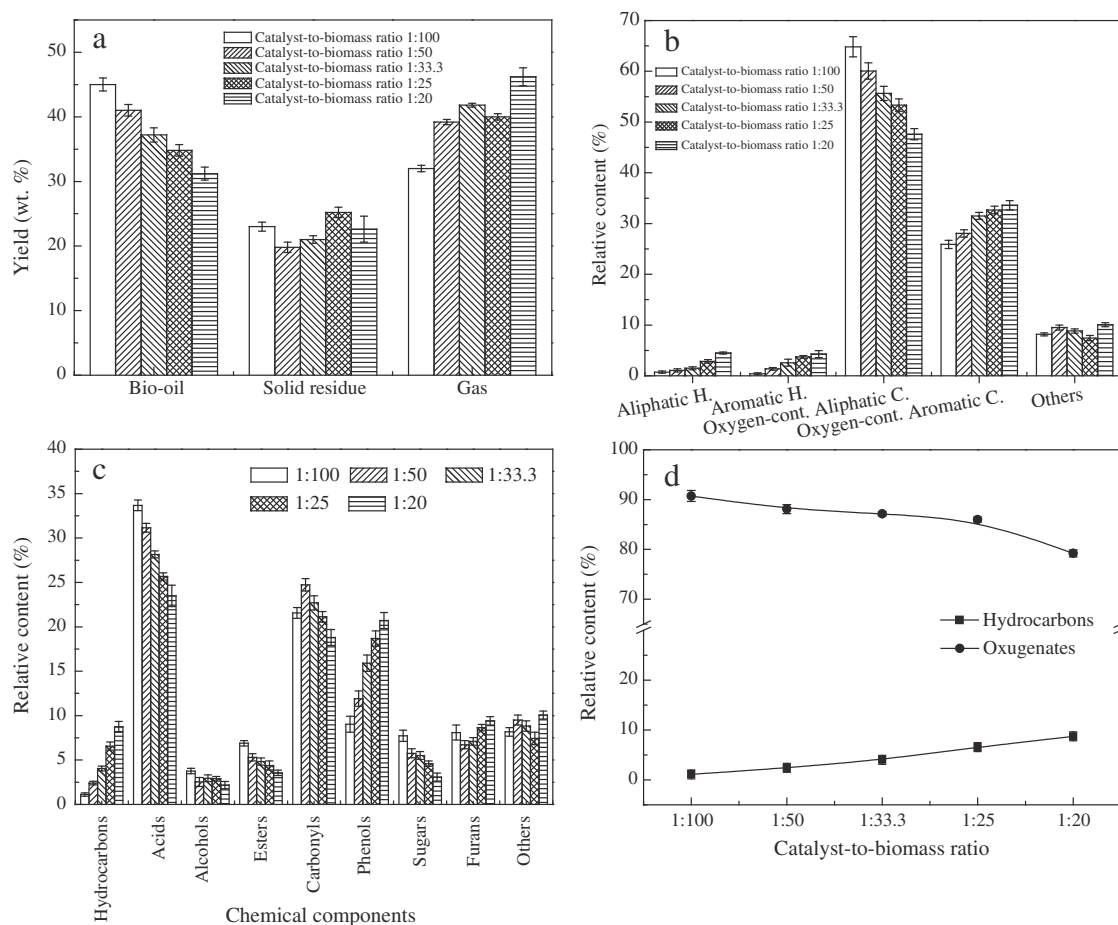 a
Catalyst-to-biomass ratio 1:100
Catalyst-to-biomass ratio 1:50
Catalyst-to-biomass ratio 1:33.3
Catalyst-to-biomass ratio 1:25
Catalyst-to-biomass ratio 1:20
50
40
30
20
10
0
Yield (wt. %)
Bio-oil
Solid residue
Gas
b
Catalyst-to-biomass ratio 1:100
Catalyst-to-biomass ratio 1:50
Catalyst-to-biomass ratio 1:33.3
Catalyst-to-biomass ratio 1:25
Catalyst-to-biomass ratio 1:20
70
60
50
40
30
20
10
0
Relative content (%)
Aliphatic H.
Aromatic H.
Oxygen-cont. Aliphatic C.
Oxygen-cont. Aromatic C.
Others
c
1:100
1:50
1:33.3
1:25
1:20
40
35
30
25
20
15
10
5
0
Relative content (%)
Hydrocarbons
Acids
Alcohols
Esters
Carbonyls
Phenols
Sugars
Furans
Others
Chemical components
d
100
90
80
70
20
10
0
Relative content (%)
Hydrocarbons
Oxugenates
1:100
1:50
1:33.3
1:25
1:20
Catalyst-to-biomass ratio